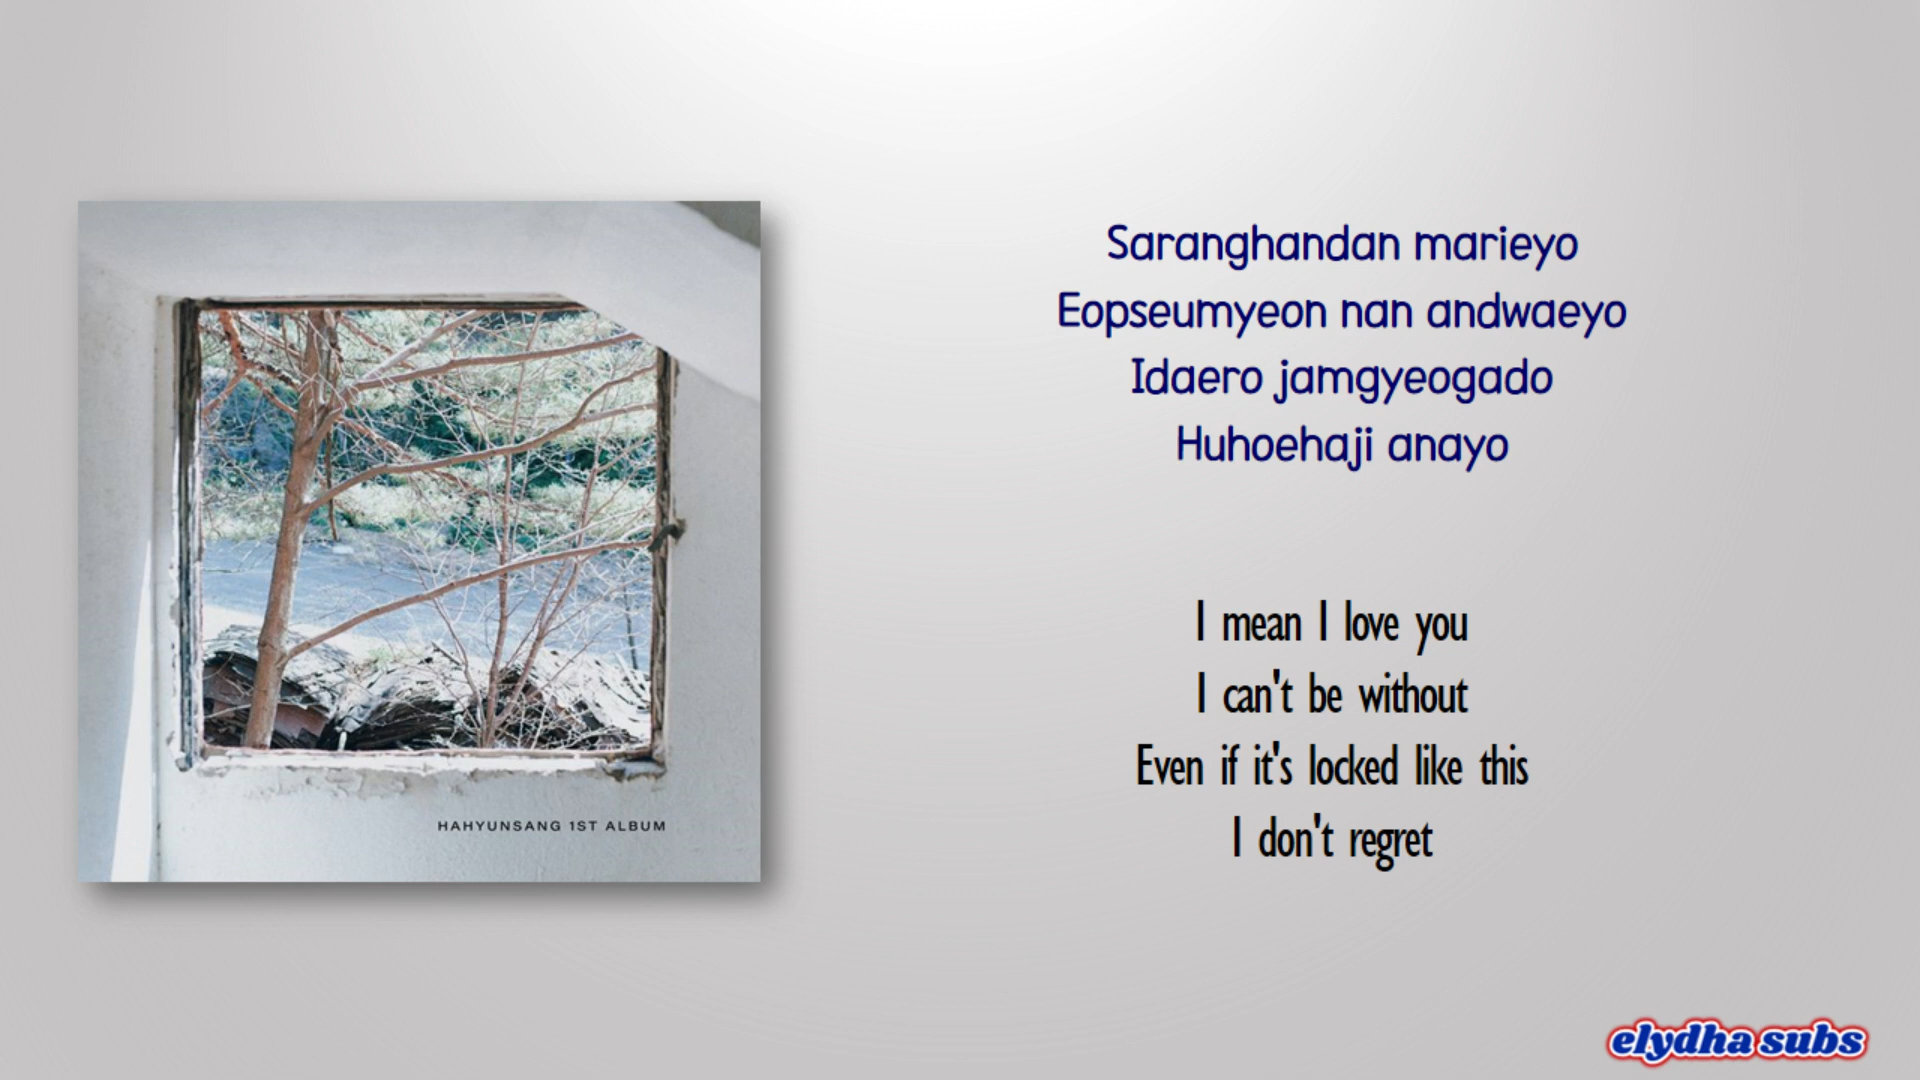 HAHYUNSANG 1ST ALBUM
Saranghandan marieyo
Eopseumyeon nan andwaeyo
Idaero jamgyeogado
Huhoehaji anayo
I mean I love you
I can't be without
Even if it's locked like this
I don't regret
elydha subs